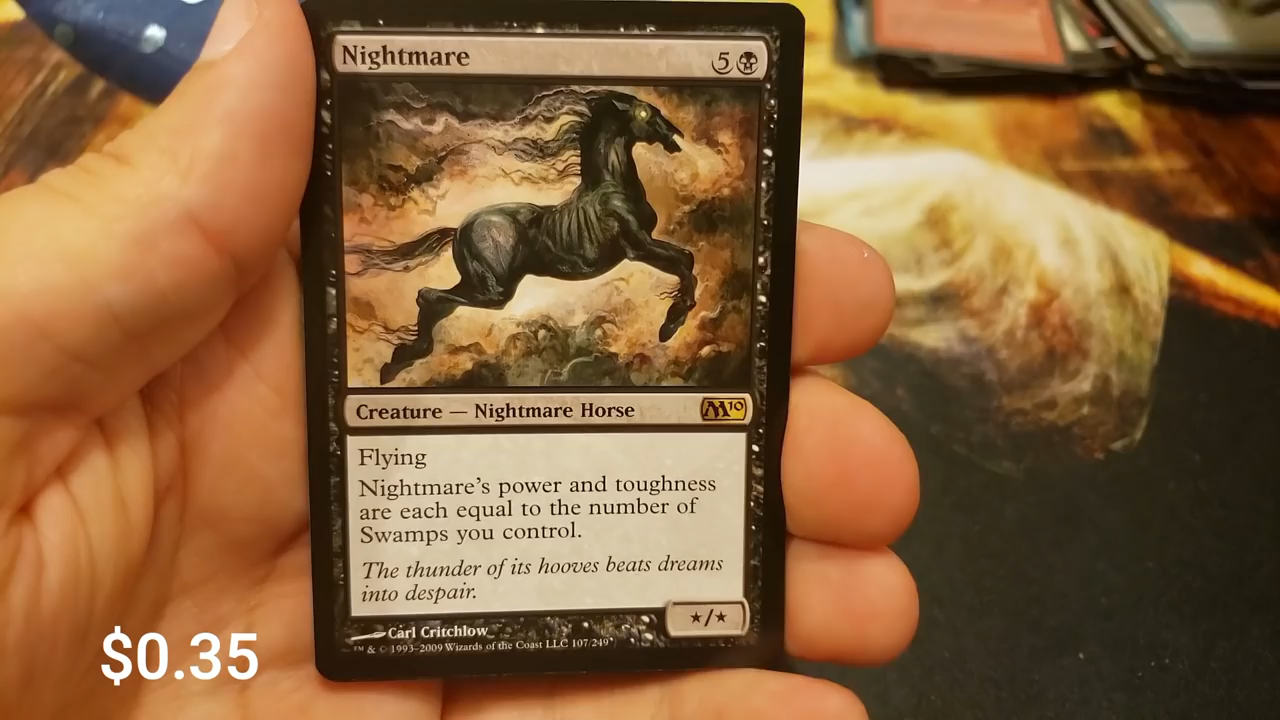 Nightmare 5
Creature — Nightmare Horse M10
Flying
Nightmare's power and toughness
are each equal to the number of
Swamps you control.
The thunder of its hooves beats dreams
into despair.
★/★
Carl Critchlow
™ & © 1993–2009 Wizards of the Coast LLC 107/249
$0.35